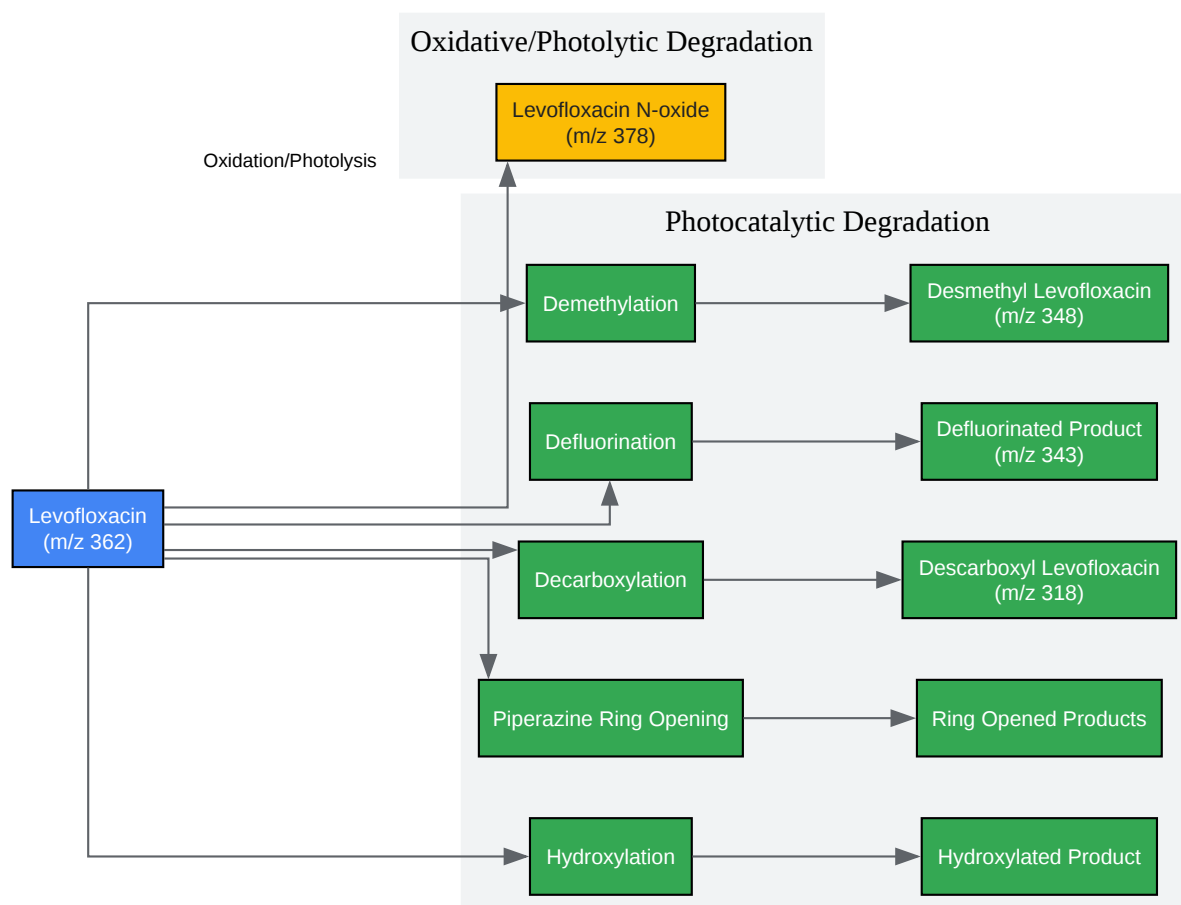 Oxidative/Photolytic Degradation
Levofloxacin N-oxide
(m/z 378)
Oxidation/Photolysis
Photocatalytic Degradation
Demethylation
Desmethyl Levofloxacin
(m/z 348)
Defluorination
Defluorinated Product
(m/z 343)
Levofloxacin
(m/z 362)
Decarboxylation
Descarboxyl Levofloxacin
(m/z 318)
Piperazine Ring Opening
Ring Opened Products
Hydroxylation
Hydroxylated Product